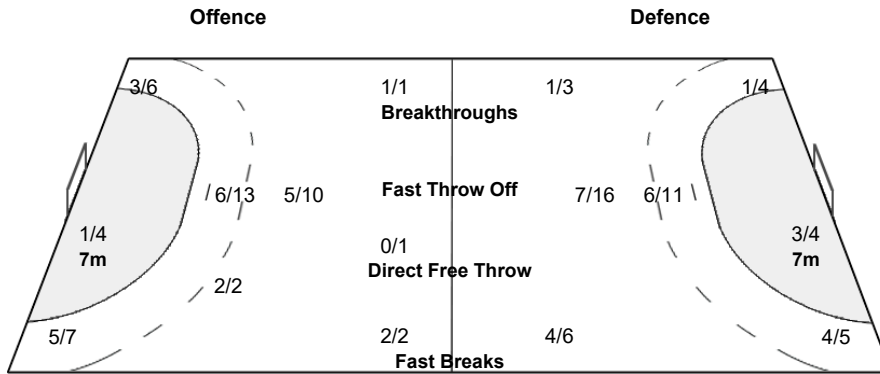 Offence Defence
3/6 1/1 1/3 1/4
Breakthroughs
6/13 5/10 Fast Throw Off 7/16 6/11
1/4 0/1 3/4
7m Direct Free Throw 7m
2/2
5/7 2/2 4/6 4/5
Fast Breaks